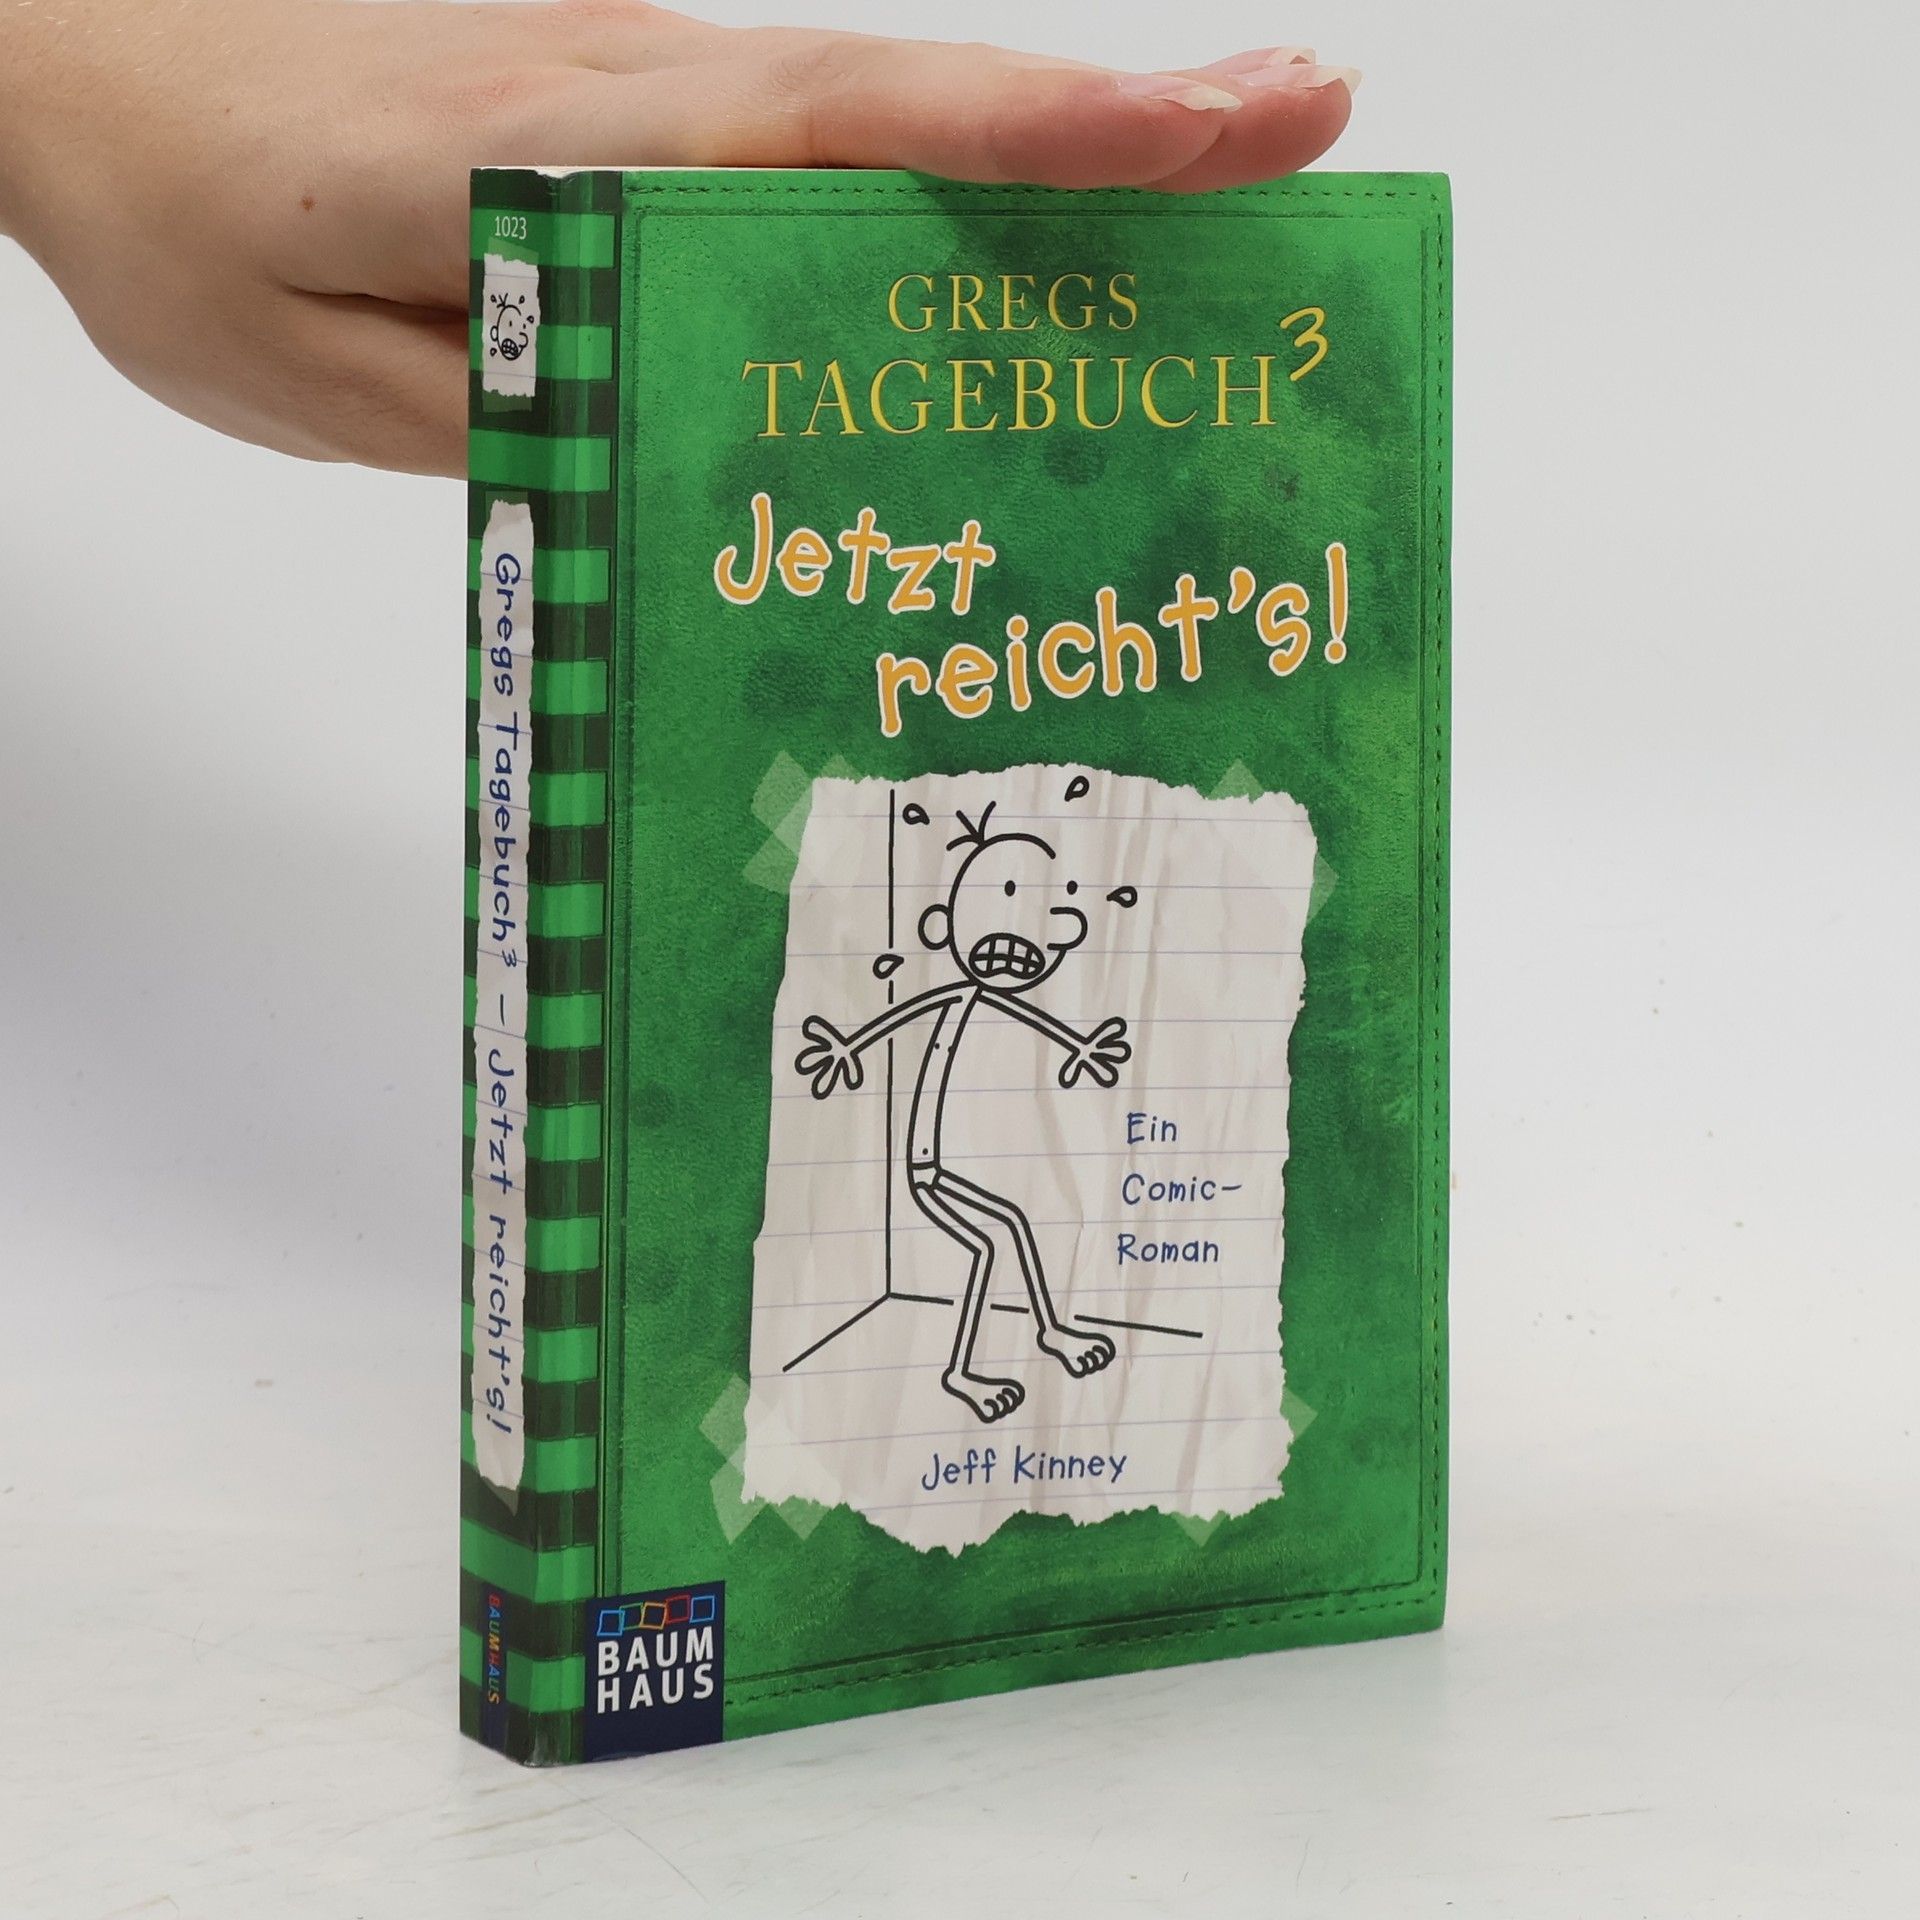 1023
Gregs Tagebuch³ – Jetzt reicht's!
BAUMHAUS
GREGS
TAGEBUCH³
Jetzt
reicht's!
Ein
Comic-
Roman
Jeff Kinney
BAUM
HAUS